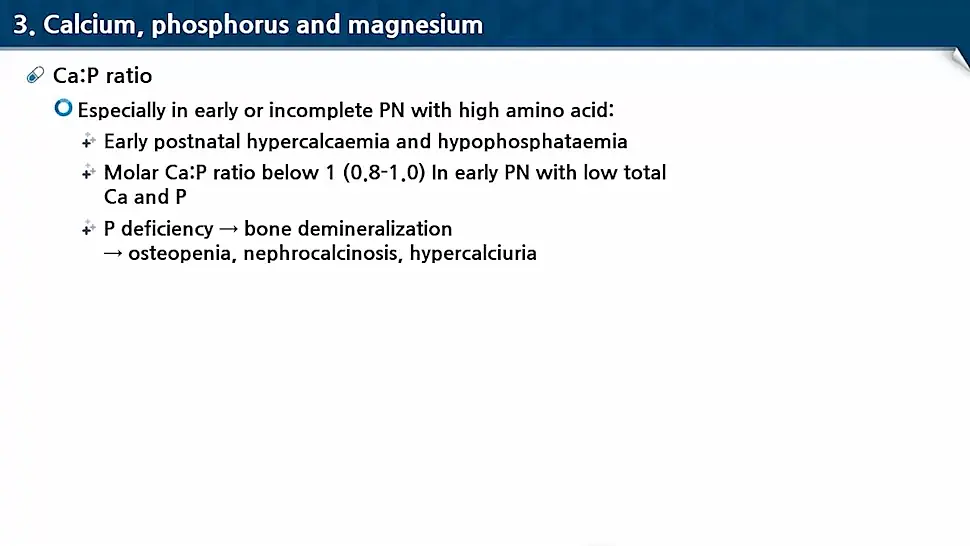 3. Calcium, phosphorus and magnesium
Ca:P ratio
Especially in early or incomplete PN with high amino acid:
Early postnatal hypercalcaemia and hypophosphataemia
Molar Ca:P ratio below 1 (0.8-1.0) In early PN with low total
Ca and P
P deficiency → bone demineralization
→ osteopenia, nephrocalcinosis, hypercalciuria